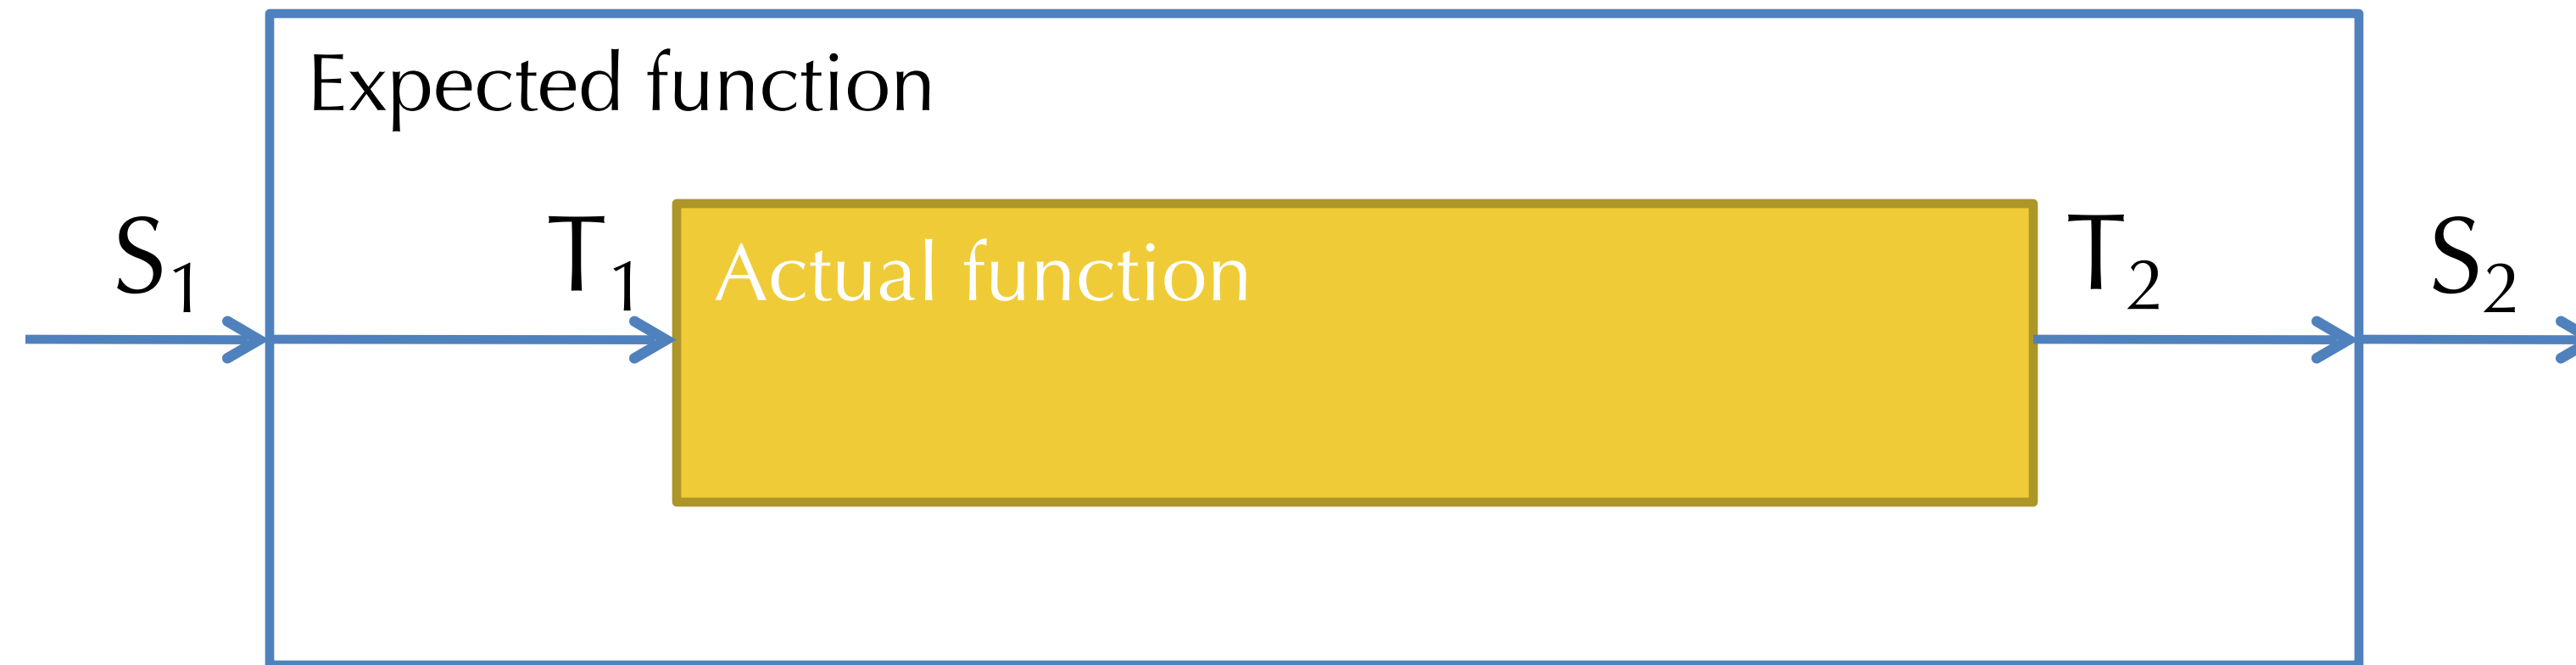 Expected function
S₁ T₁ Actual function T₂ S₂